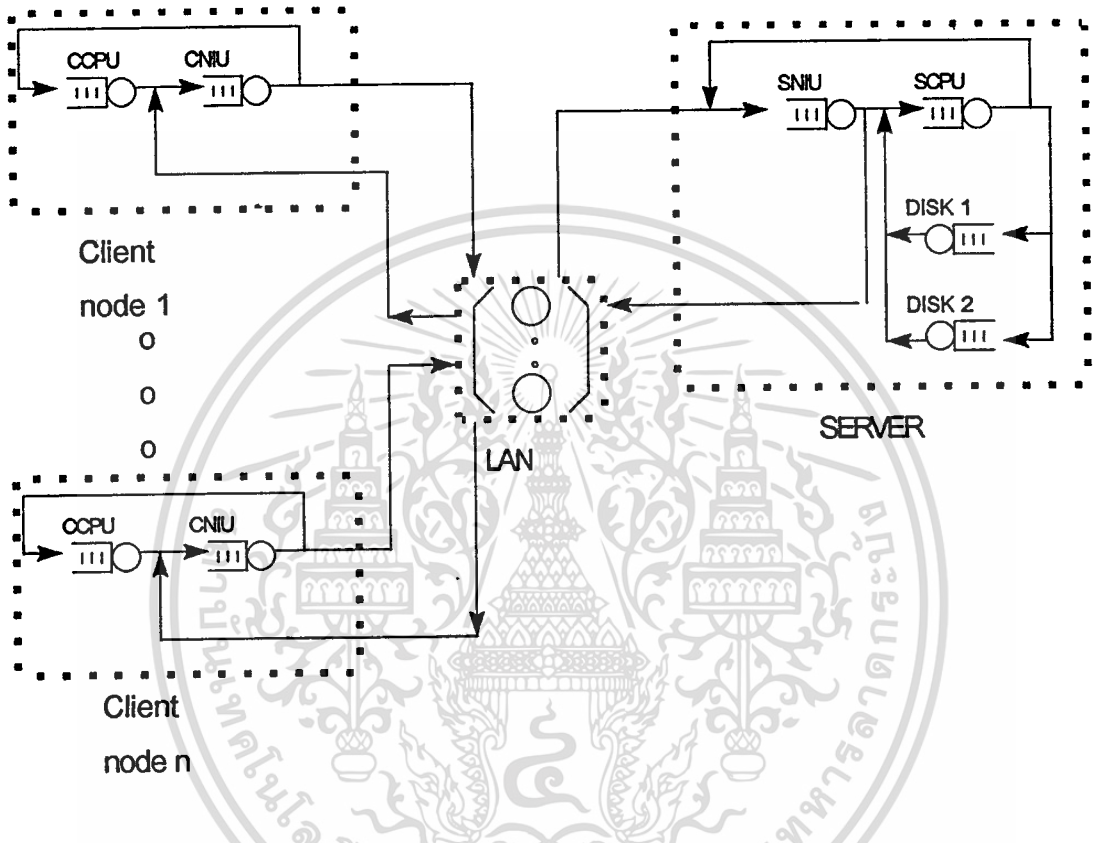 CCPU CNIU
Client
node 1
o
o
o
CCPU CNIU
Client
node n
LAN
SNIU SCPU
DISK 1
DISK 2
SERVER